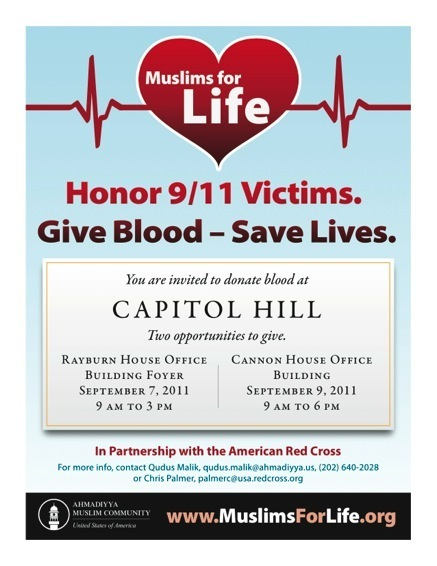 Muslims for
Life
Honor 9/11 Victims.
Give Blood – Save Lives.
You are invited to donate blood at
CAPITOL HILL
Two opportunities to give.
RAYBURN HOUSE OFFICE
BUILDING FOYER
SEPTEMBER 7, 2011
9 AM TO 3 PM
CANNON HOUSE OFFICE
BUILDING
SEPTEMBER 9, 2011
9 AM TO 6 PM
In Partnership with the American Red Cross
For more info, contact Qudus Malik, qudus.malik@ahmadiyya.us, (202) 640-2028
or Chris Palmer, palmerc@usa.redcross.org
AHMADIYYA
MUSLIM COMMUNITY
United States of America
www.MuslimsForLife.org